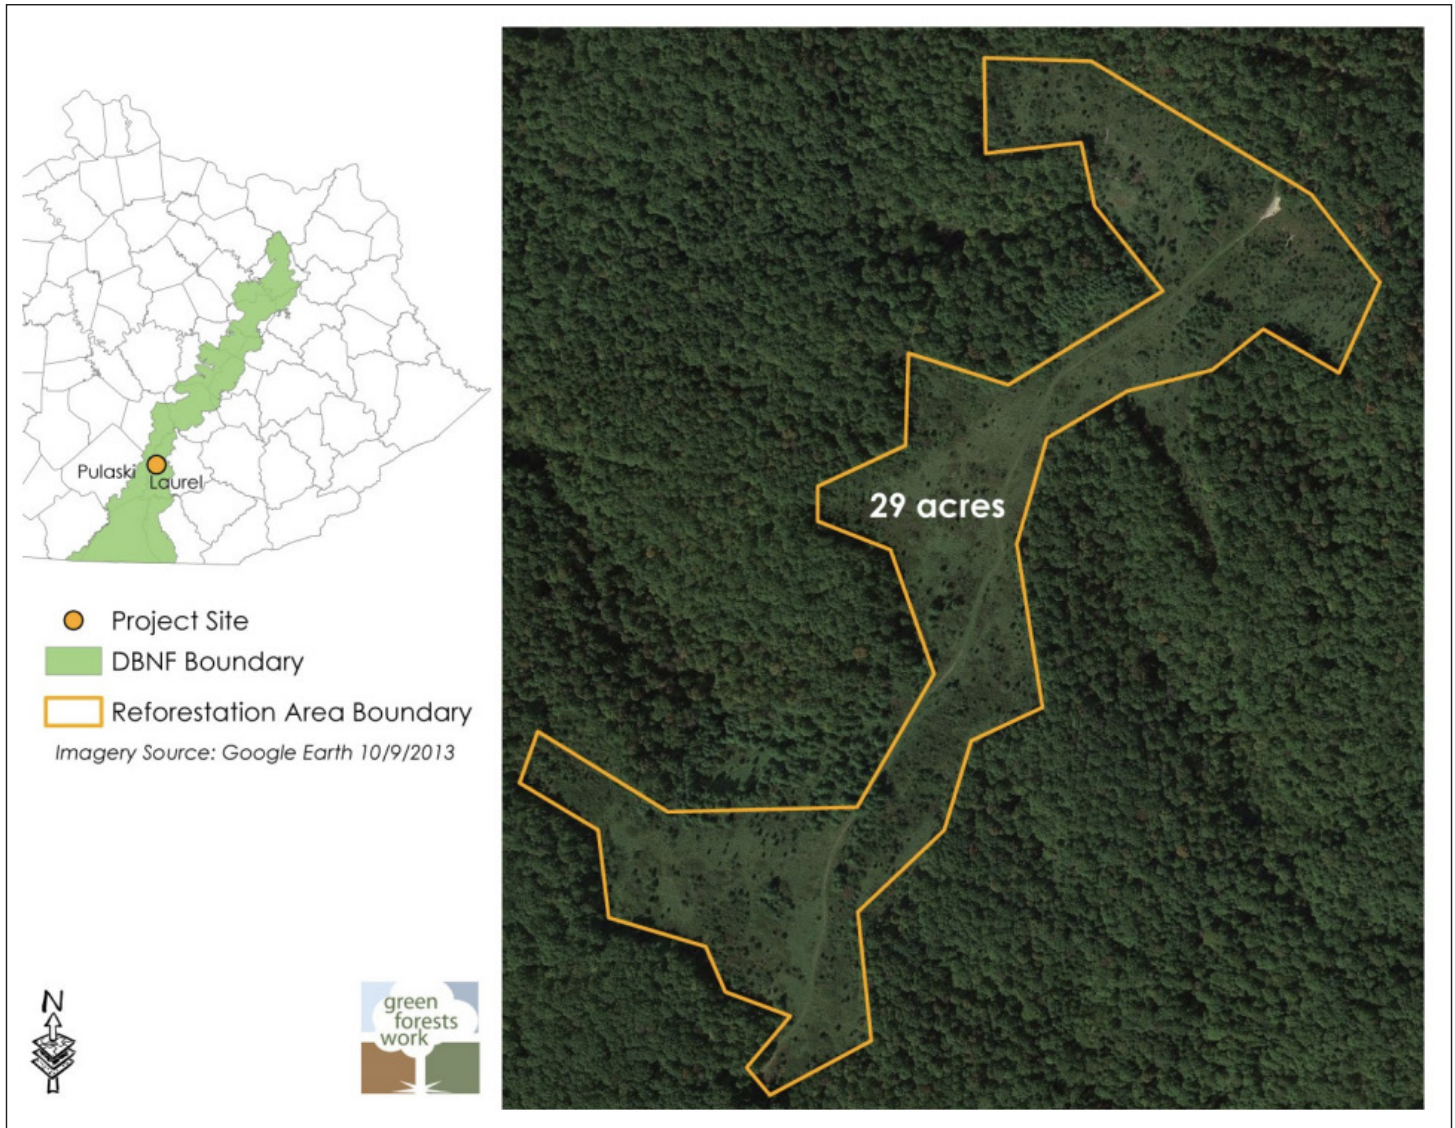 Pulaski
Laurel
Project Site
DBNF Boundary
Reforestation Area Boundary
Imagery Source: Google Earth 10/9/2013
N
green
forests
work
29 acres